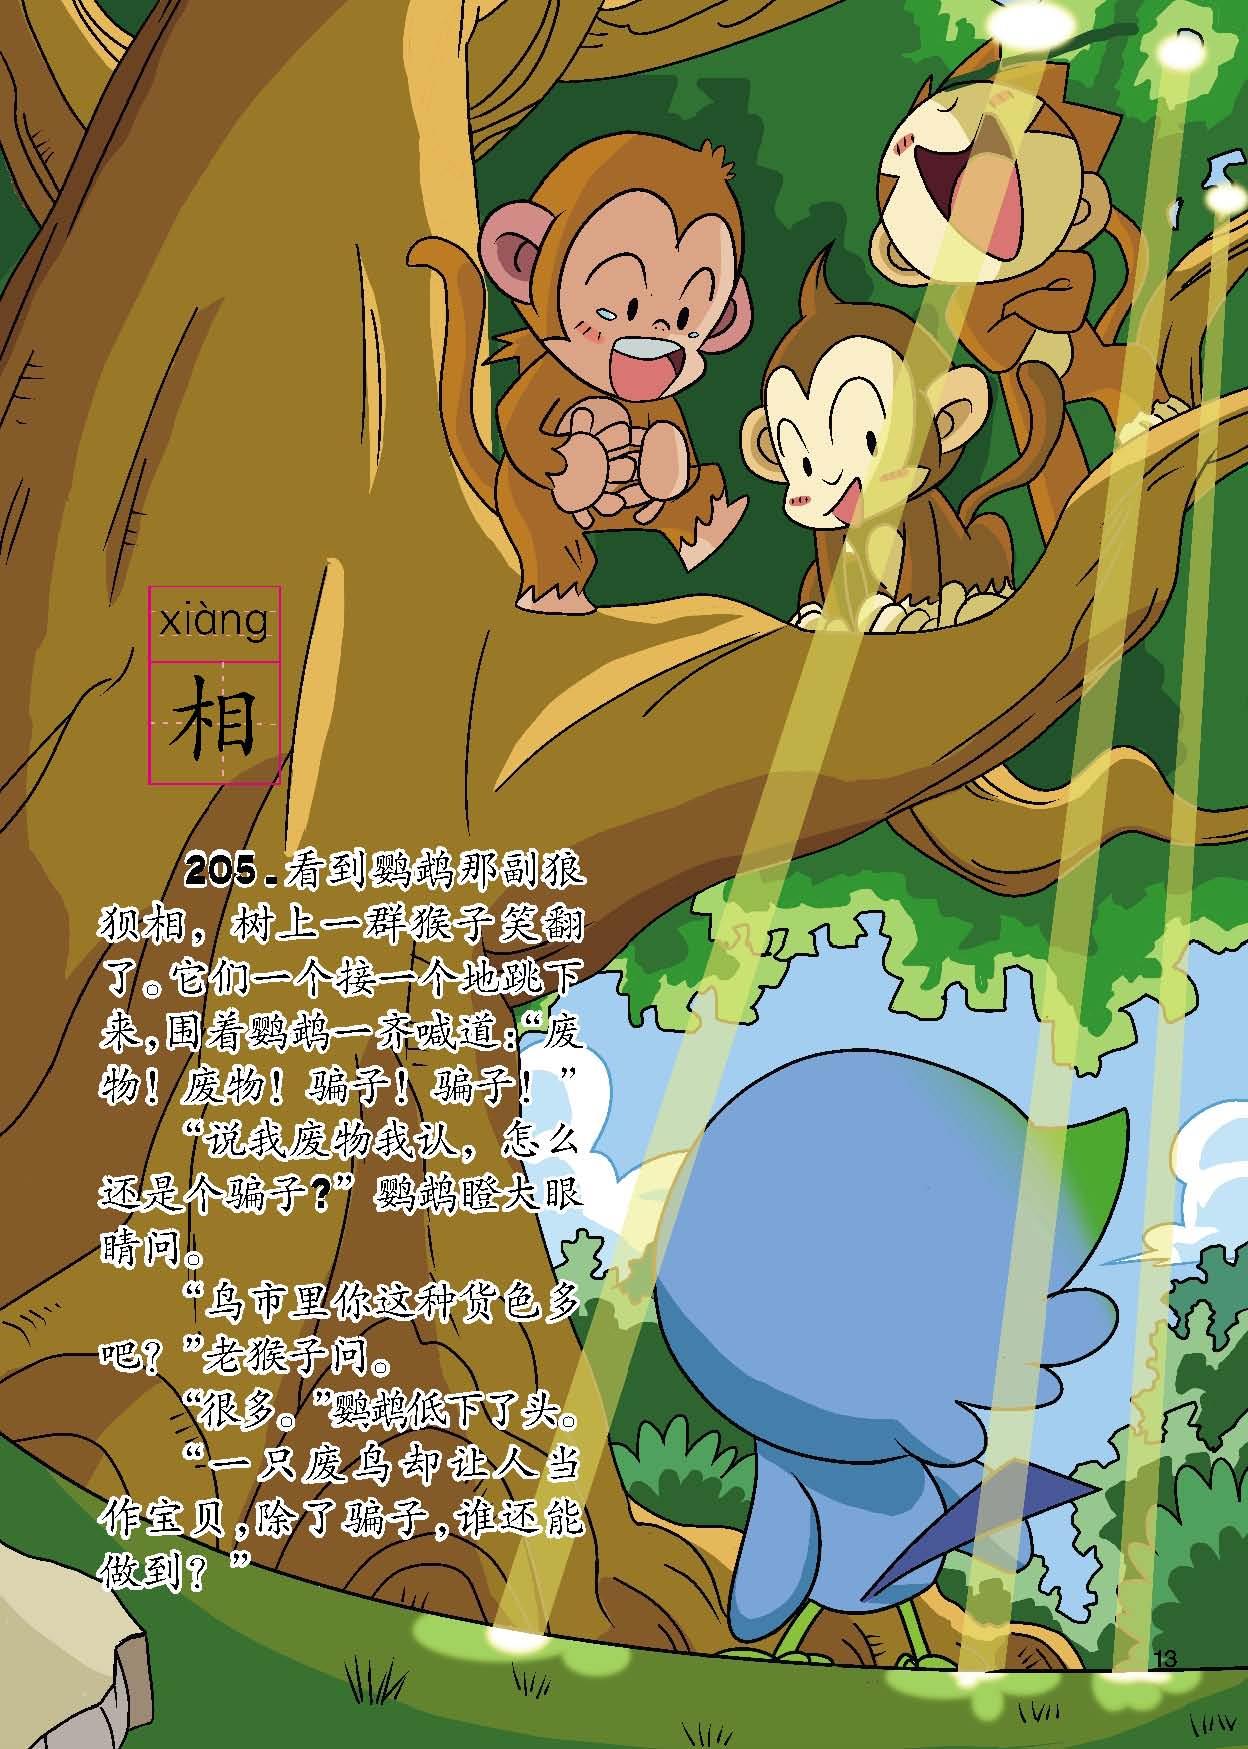 xiàng
相
205.看到鹦鹉那副狼
狈相，树上一群猴子笑翻
了。它们一个接一个地跳下
来，围着鹦鹉一齐喊道：“废
物！废物！骗子！骗子！”
“说我废物我认，怎么
还是个骗子？”鹦鹉瞪大眼
睛问。
“鸟市里你这种货色多
吧？”老猴子问。
“很多。”鹦鹉低下了头。
“一只废鸟却让人当
作宝贝，除了骗子，谁还能
做到？”
13